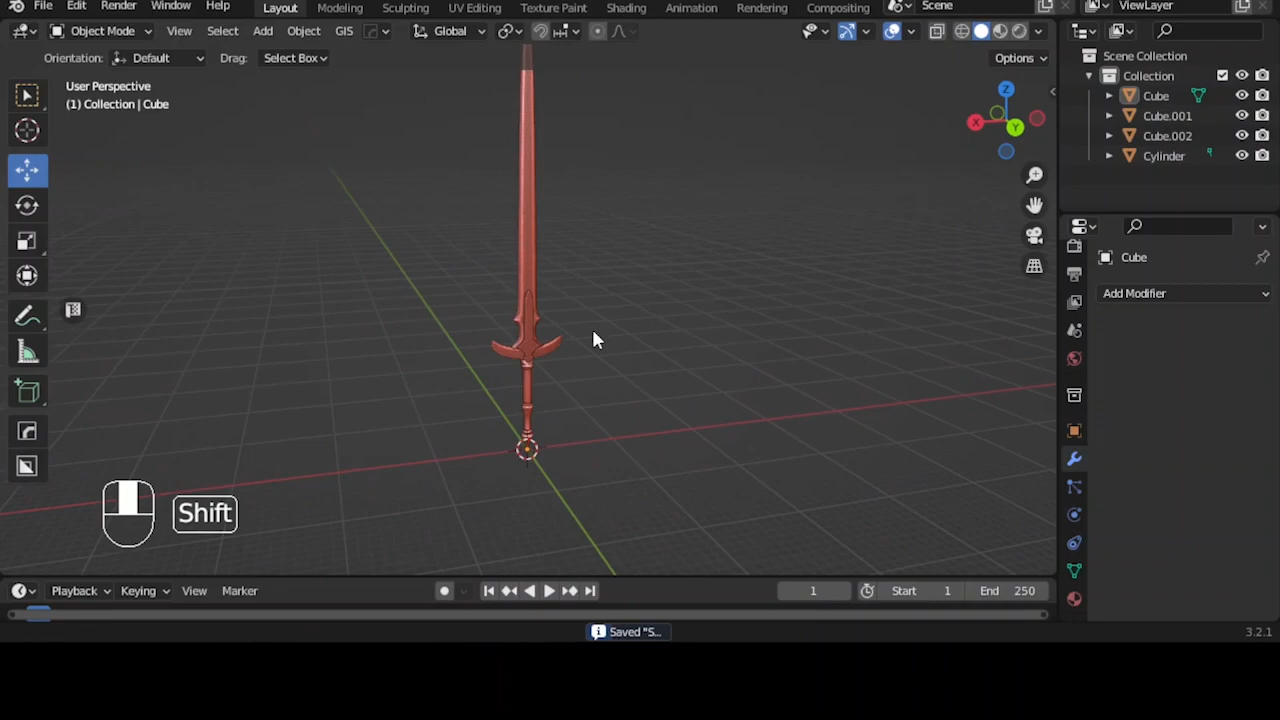 File Edit Render Window Help Layout Modeling Sculpting UV Editing Texture Paint Shading Animation Rendering Compositing Scene ViewLayer
Object Mode View Select Add Object GIS Global
Orientation: Default Drag: Select Box Options
User Perspective
(1) Collection | Cube
Z
X
Y
Scene Collection
Collection
Cube
Cube.001
Cube.002
Cylinder
Cube
Add Modifier
Shift
Playback Keying View Marker 1 Start 1 End 250
Saved "S...
3.2.1